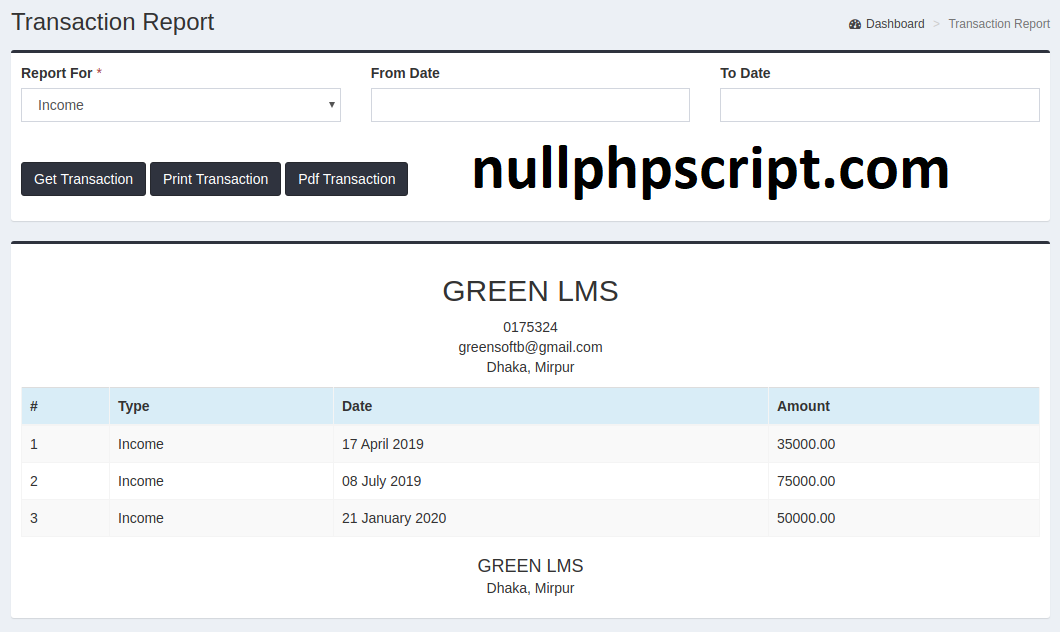 Transaction Report
Dashboard > Transaction Report
Report For * From Date To Date
Income
Get Transaction Print Transaction Pdf Transaction
nullphpscript.com
GREEN LMS
0175324
greensoftb@gmail.com
Dhaka, Mirpur
# Type Date Amount
1 Income 17 April 2019 35000.00
2 Income 08 July 2019 75000.00
3 Income 21 January 2020 50000.00
GREEN LMS
Dhaka, Mirpur